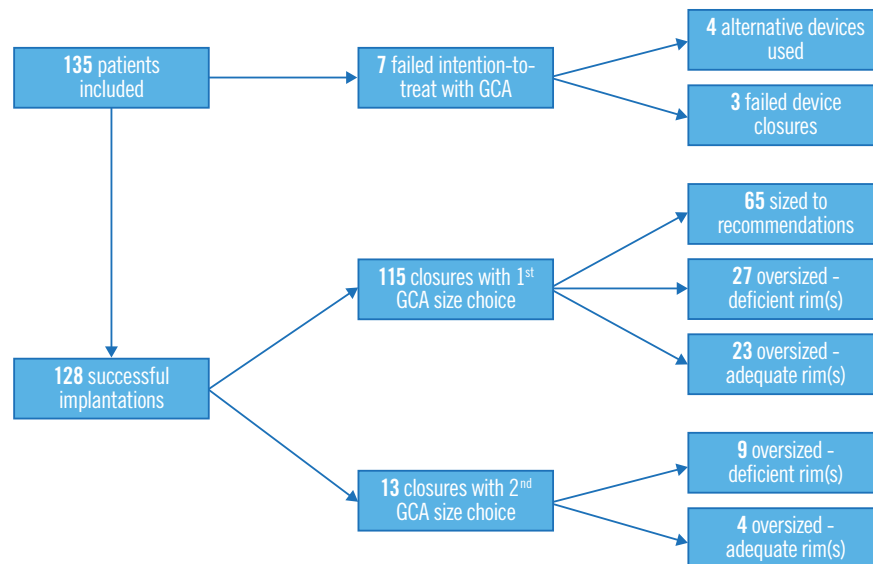 135 patients
included
7 failed intention-to-
treat with GCA
4 alternative devices
used
3 failed device
closures
128 successful
implantations
115 closures with 1st
GCA size choice
65 sized to
recommendations
27 oversized -
deficient rim(s)
23 oversized -
adequate rim(s)
13 closures with 2nd
GCA size choice
9 oversized -
deficient rim(s)
4 oversized -
adequate rim(s)